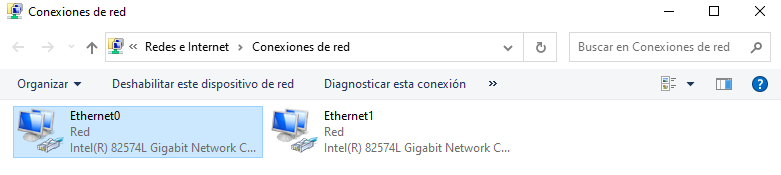 Conexiones de red
« Redes e Internet > Conexiones de red
Buscar en Conexiones de red
Organizar Deshabilitar este dispositivo de red Diagnosticar esta conexión »
Ethernet0
Red
Intel(R) 82574L Gigabit Network C...
Ethernet1
Red
Intel(R) 82574L Gigabit Network C...